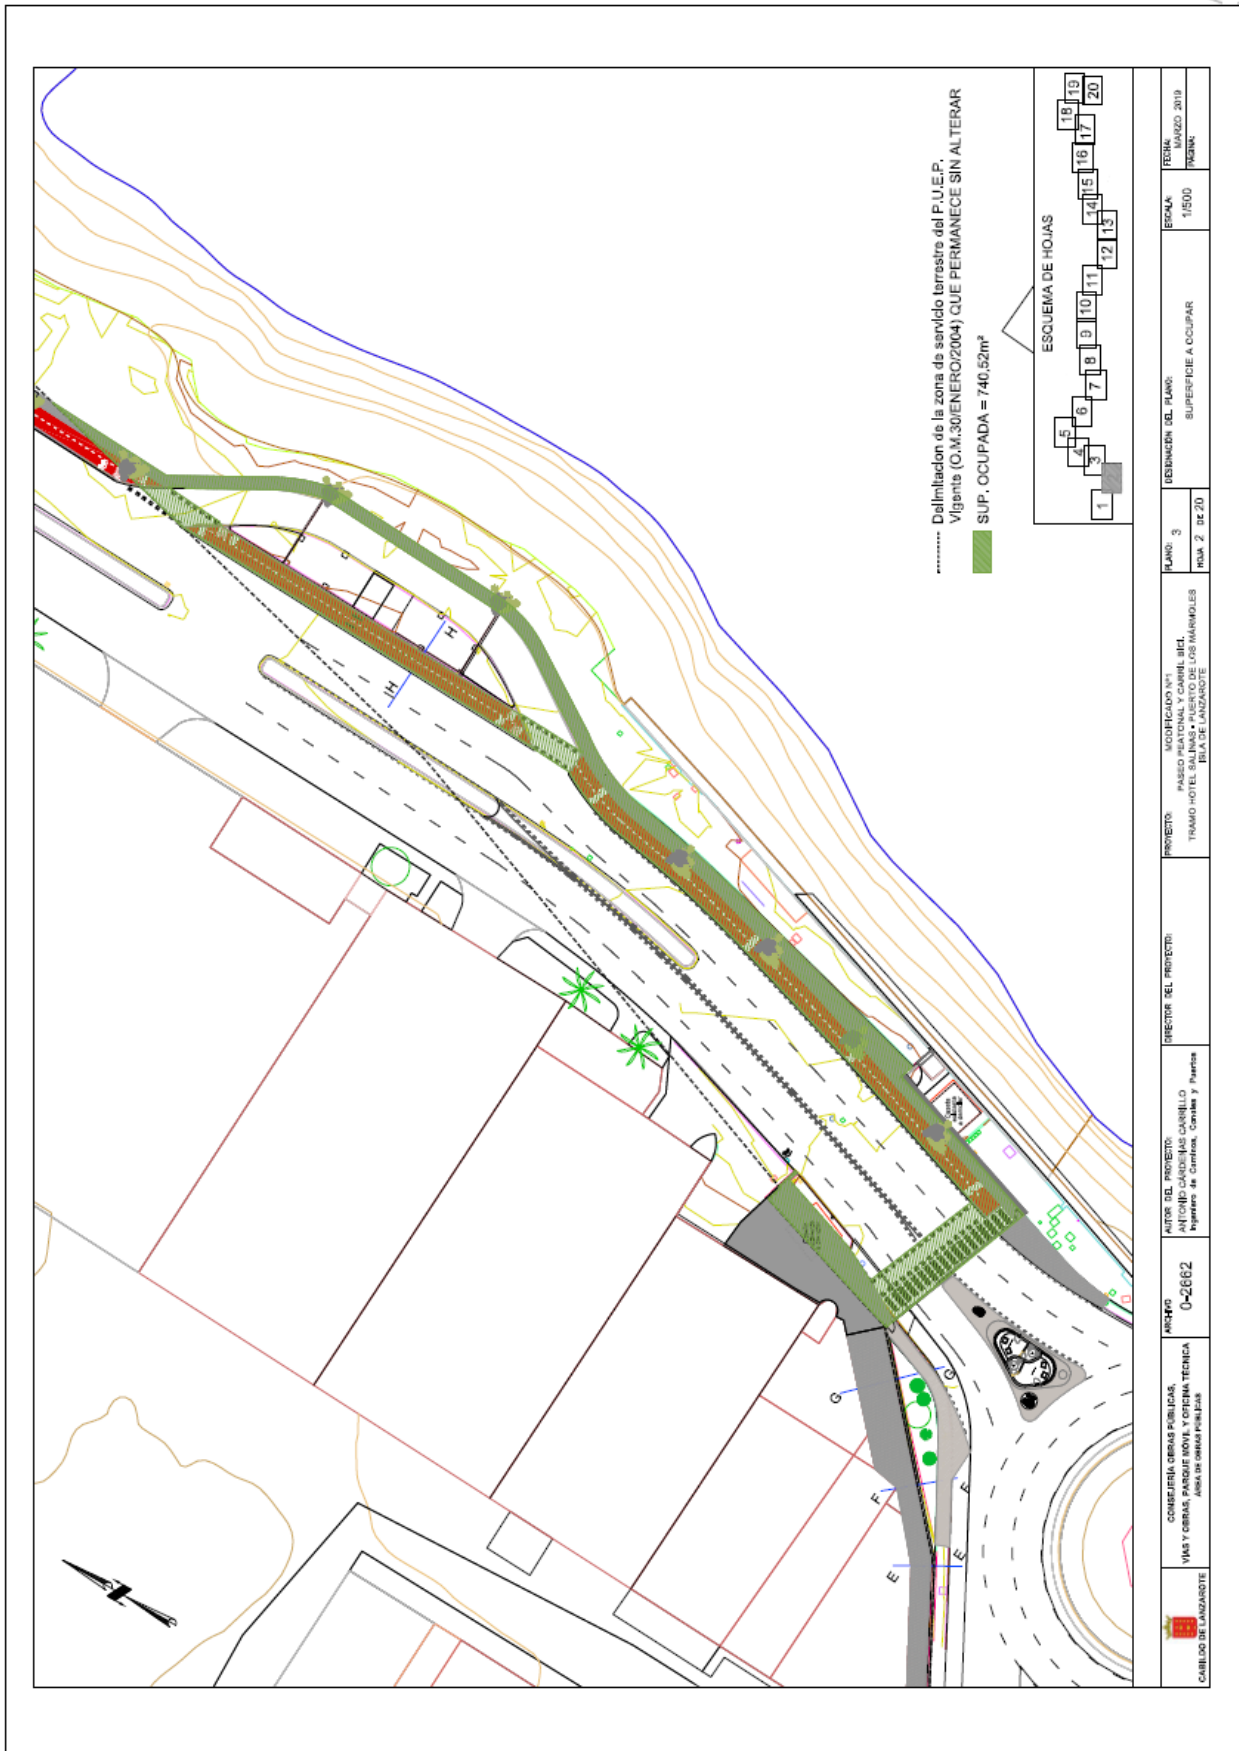 Delimitacion de la zona de servicio terrestre del P.U.E.P.
Vigente (O.M.30/ENERO/2004) QUE PERMANECE SIN ALTERAR
SUP. OCUPADA = 740,52m²
ESQUEMA DE HOJAS
1
3
4
5
6
7
8
9
10
11
12
13
14
15
16
17
18
19
20
H
H
G
G
F
F
E
E
CABILDO DE LANZAROTE
CONSEJERÍA OBRAS PÚBLICAS,
VÍAS Y OBRAS, PARQUE MÓVIL Y OFICINA TÉCNICA
ÁREA DE OBRAS PÚBLICAS
ARCHIVO
0-2662
AUTOR DEL PROYECTO:
ANTONIO CÁRDENAS CARRILLO
Ingeniero de Caminos, Canales y Puertos
DIRECTOR DEL PROYECTO:
PROYECTO:
MODIFICADO Nº1
PASEO PEATONAL Y CARRIL BICI.
TRAMO HOTEL SALINAS - PUERTO DE LOS MÁRMOLES
ISLA DE LANZAROTE
PLANO: 3
HOJA 2 DE 20
DESIGNACIÓN DEL PLANO:
SUPERFICIE A OCUPAR
ESCALA:
1/500
FECHA:
MARZO 2019
PÁGINA: